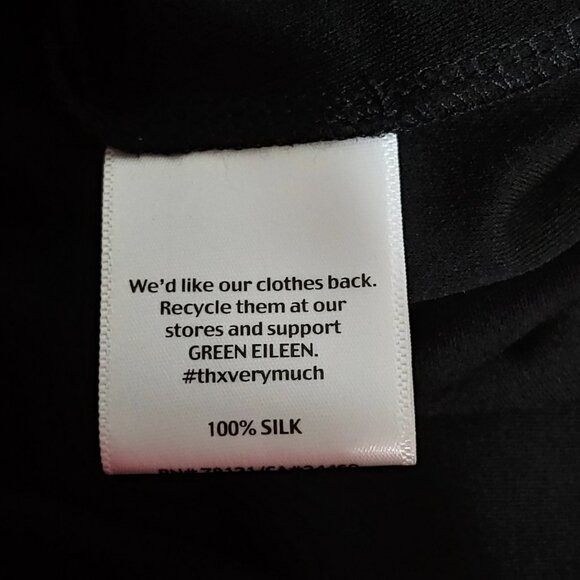 We'd like our clothes back.
Recycle them at our
stores and support
GREEN EILEEN.
#thxverymuch
100% SILK